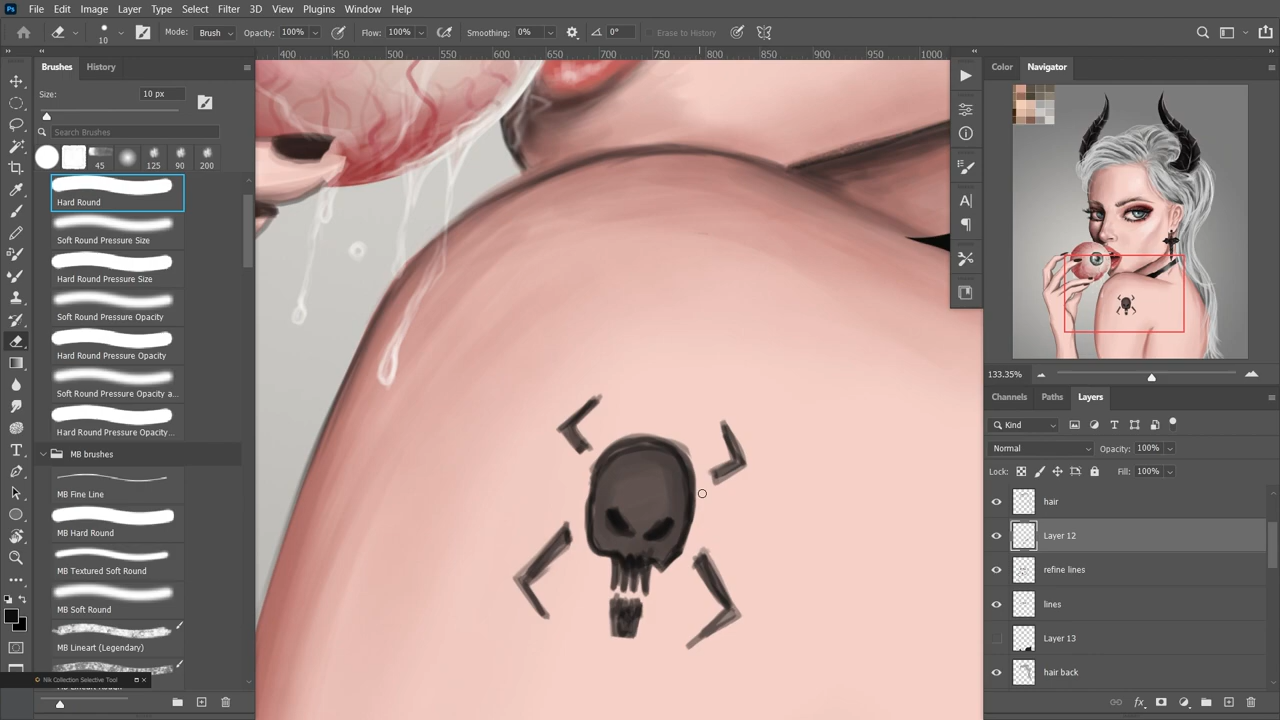 Ps File Edit Image Layer Type Select Filter 3D View Plugins Window Help
10 Mode: Brush Opacity: 100% Flow: 100% Smoothing: 0% 0° Erase to History
Brushes History
400 450 500 550 600 650 700 750 800 850 900 950 1000
Color Navigator
Size: 10 px
Search Brushes
45 125 90 200
Hard Round
Soft Round Pressure Size
Hard Round Pressure Size
Soft Round Pressure Opacity
Hard Round Pressure Opacity
Soft Round Pressure Opacity a...
Hard Round Pressure Opacity...
MB brushes
MB Fine Line
MB Hard Round
MB Textured Soft Round
MB Soft Round
MB Lineart (Legendary)
Nik Collection Selective Tool
133.35%
Channels Paths Layers
Kind
Normal Opacity: 100%
Lock: Fill: 100%
hair
Layer 12
refine lines
lines
Layer 13
hair back